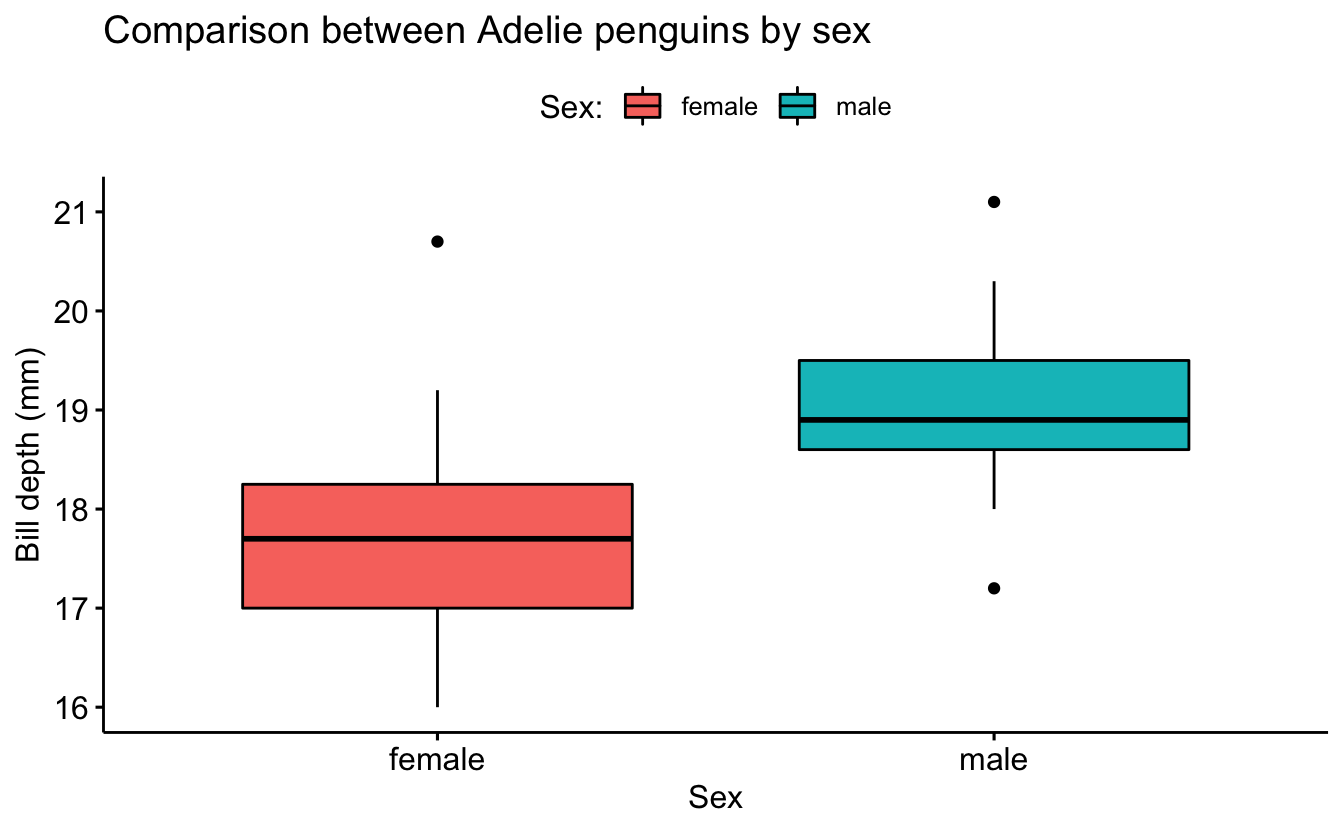 Comparison between Adelie penguins by sex
Sex: female male
21
20
19
18
17
16
Bill depth (mm)
female male
Sex